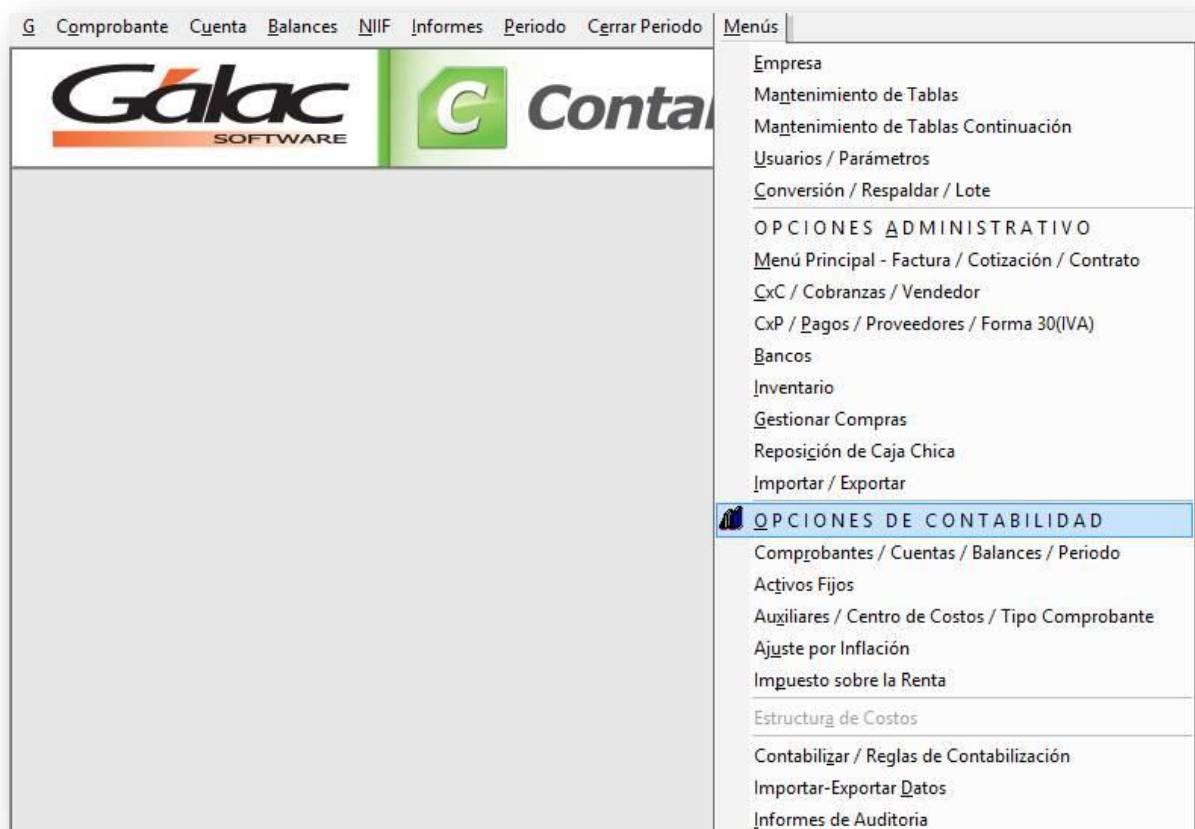 G Comprobante Cuenta Balances NIIF Informes Periodo Cerrar Periodo Menús
Gálac
SOFTWARE
C
Empresa
Mantenimiento de Tablas
Mantenimiento de Tablas Continuación
Usuarios / Parámetros
Conversión / Respaldar / Lote
OPCIONES ADMINISTRATIVO
Menú Principal - Factura / Cotización / Contrato
CxC / Cobranzas / Vendedor
CxP / Pagos / Proveedores / Forma 30(IVA)
Bancos
Inventario
Gestionar Compras
Reposición de Caja Chica
Importar / Exportar
OPCIONES DE CONTABILIDAD
Comprobantes / Cuentas / Balances / Periodo
Activos Fijos
Auxiliares / Centro de Costos / Tipo Comprobante
Ajuste por Inflación
Impuesto sobre la Renta
Estructura de Costos
Contabilizar / Reglas de Contabilización
Importar-Exportar Datos
Informes de Auditoria